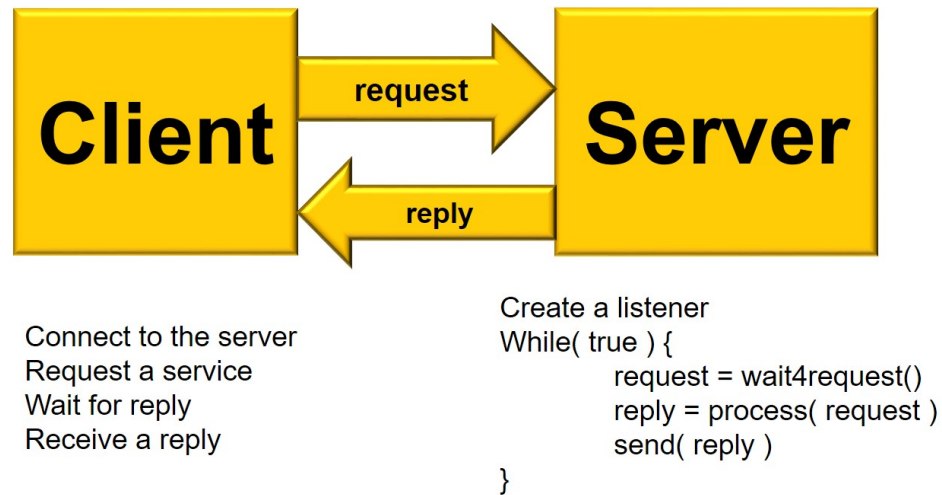 Client
request
Server
reply
Connect to the server
Request a service
Wait for reply
Receive a reply
Create a listener
While( true ) {
request = wait4request()
reply = process( request )
send( reply )
}